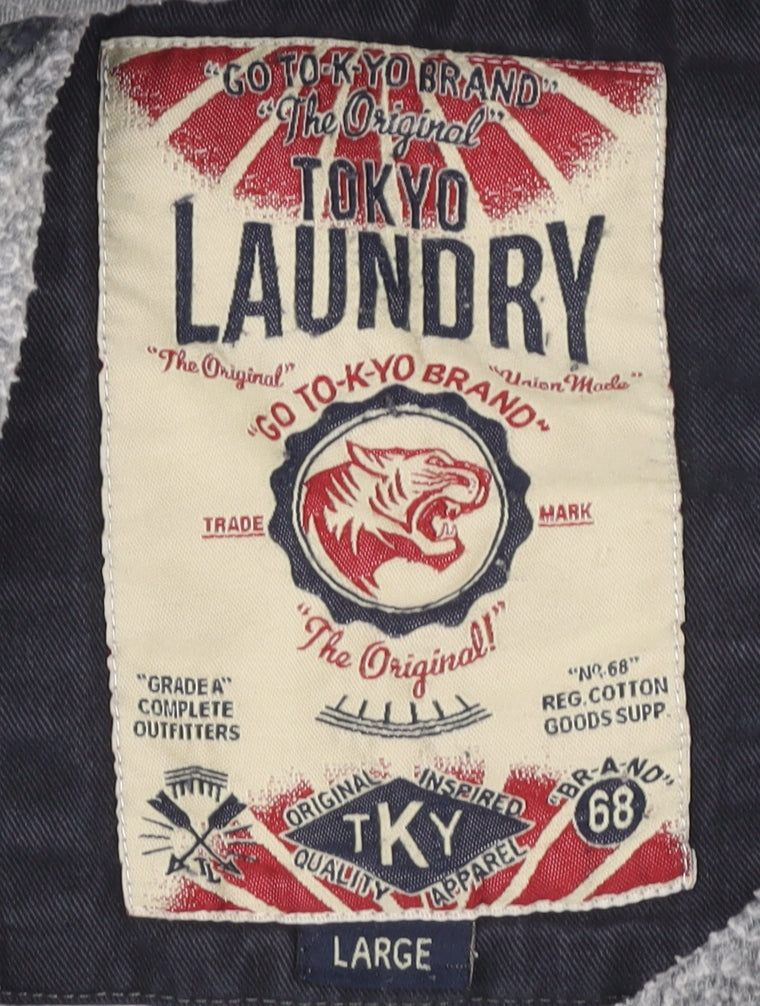 "GO TO-K-YO BRAND"
"The Original"
TOKYO
LAUNDRY
"The Original"
"Union Made"
"GO TO-K-YO BRAND"
TRADE
MARK
"The Original!"
"GRADE A"
COMPLETE
OUTFITTERS
"Nº.68"
REG. COTTON
GOODS SUPP.
TL
ORIGINAL INSPIRED
TKY
QUALITY APPAREL
"BR-A-ND"
68
LARGE